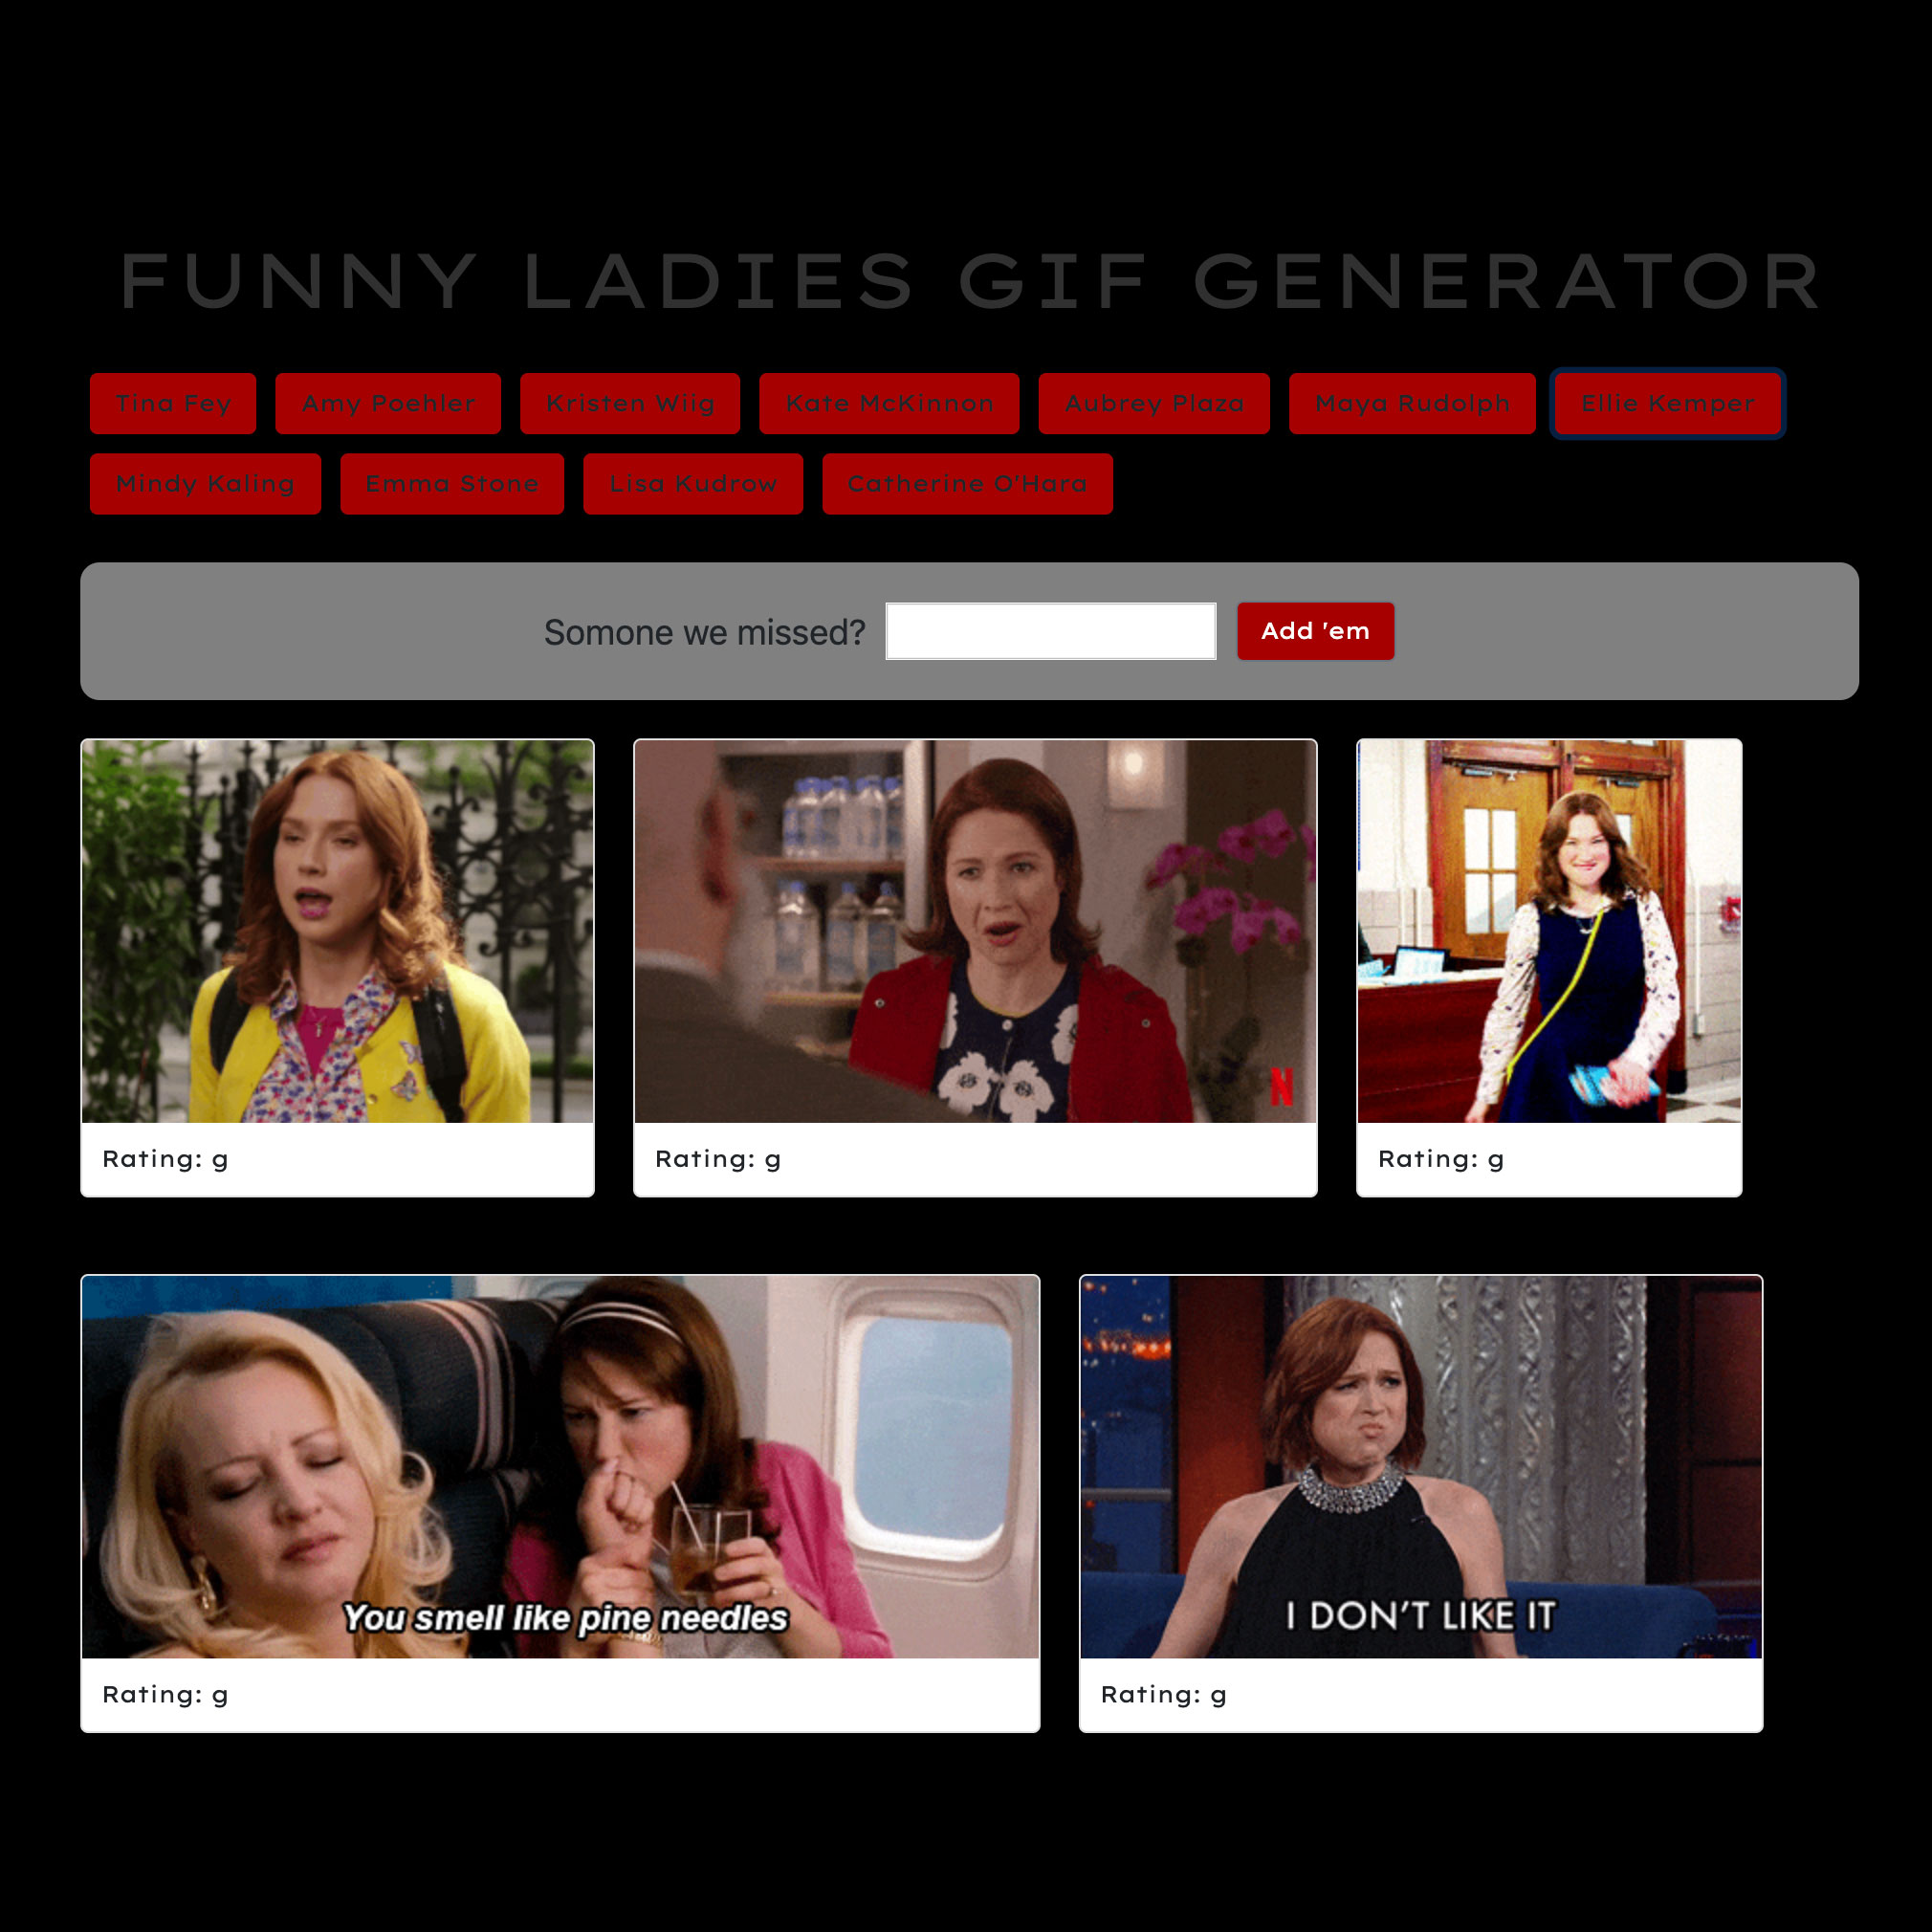 FUNNY LADIES GIF GENERATOR
Tina Fey Amy Poehler Kristen Wiig Kate McKinnon Aubrey Plaza Maya Rudolph Ellie Kemper
Mindy Kaling Emma Stone Lisa Kudrow Catherine O'Hara
Somone we missed? Add 'em
N
Rating: g Rating: g Rating: g
You smell like pine needles I DON'T LIKE IT
Rating: g Rating: g